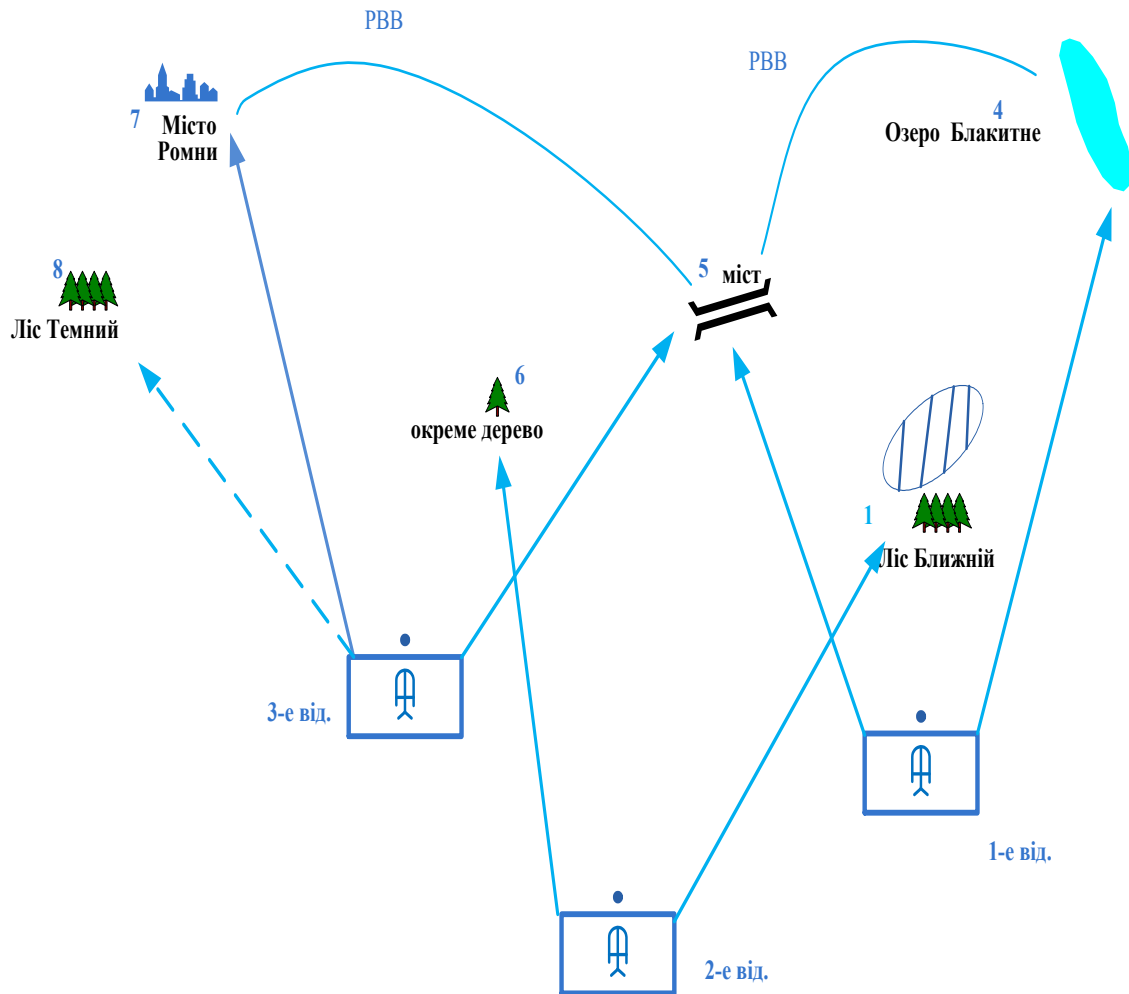 РВВ
РВВ
7
Місто
Ромни
4
Озеро Блакитне
8
Ліс Темний
5
міст
6
окреме дерево
1
Ліс Ближній
3-е від.
1-е від.
2-е від.